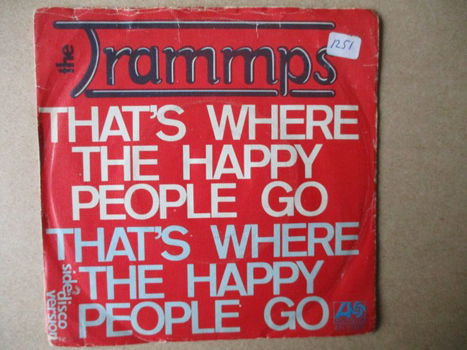 the Trammps
1251
THAT'S WHERE
THE HAPPY
PEOPLE GO
THAT'S WHERE
THE HAPPY
PEOPLE GO
side 2 disco
version